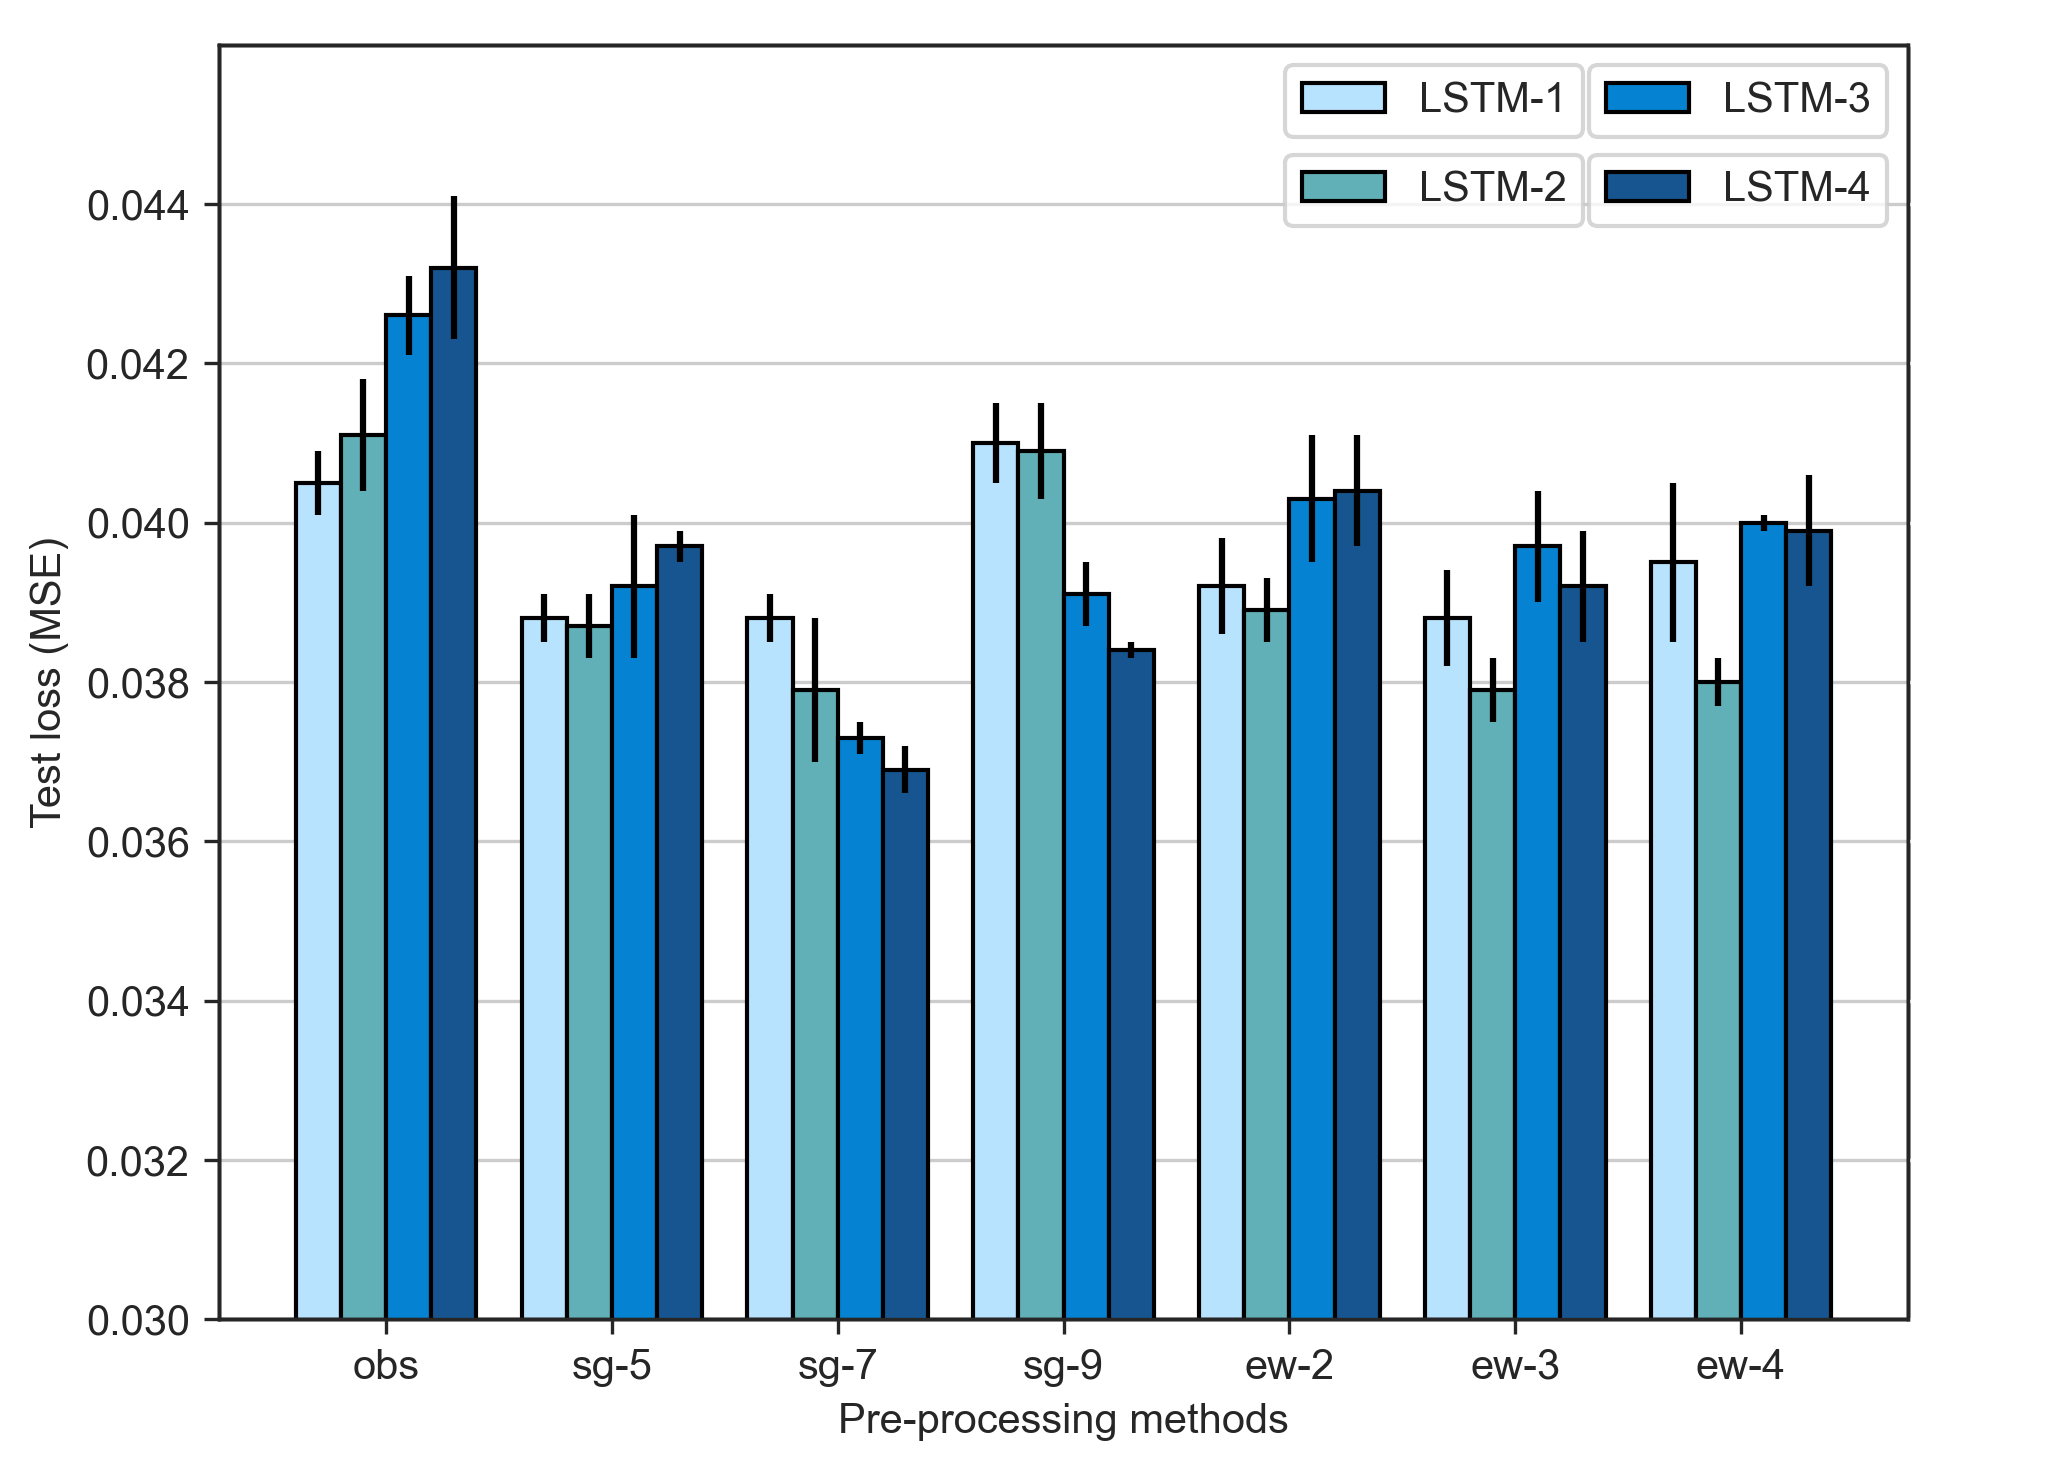 LSTM-1 LSTM-3
LSTM-2 LSTM-4
0.044
0.042
0.040
0.038
0.036
0.034
0.032
0.030
Test loss (MSE)
obs sg-5 sg-7 sg-9 ew-2 ew-3 ew-4
Pre-processing methods